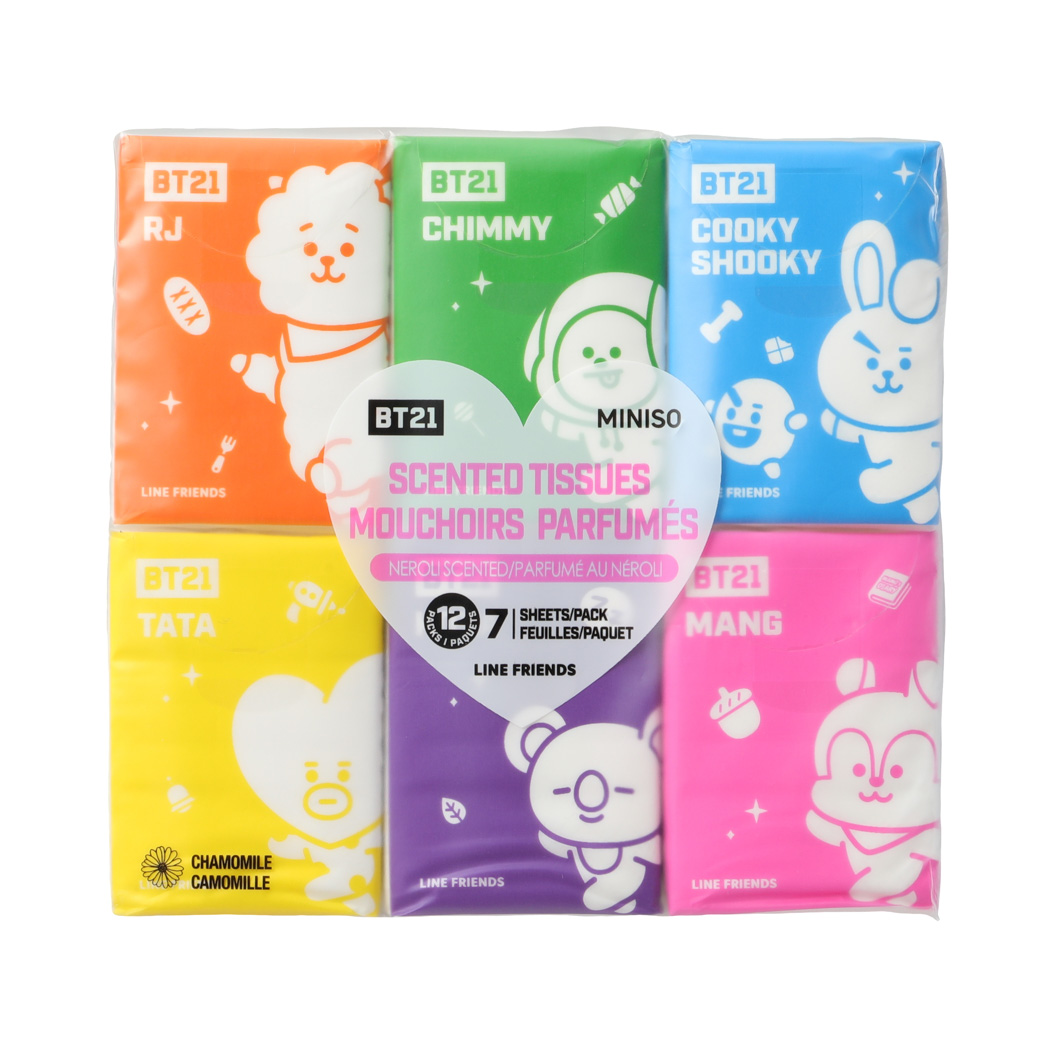 BT21
RJ
LINE FRIENDS
BT21
CHIMMY
BT21
COOKY
SHOOKY
E FRIENDS
BT21
MINISO
SCENTED TISSUES
MOUCHOIRS PARFUMÉS
NEROLI SCENTED/PARFUMÉ AU NÉROLI
12
PACKS / PAQUETS
7
SHEETS/PACK
FEUILLES/PAQUET
LINE FRIENDS
BT21
TATA
CHAMOMILE
CAMOMILLE
LINE FRIENDS
BT21
MANG
LINE FRIENDS